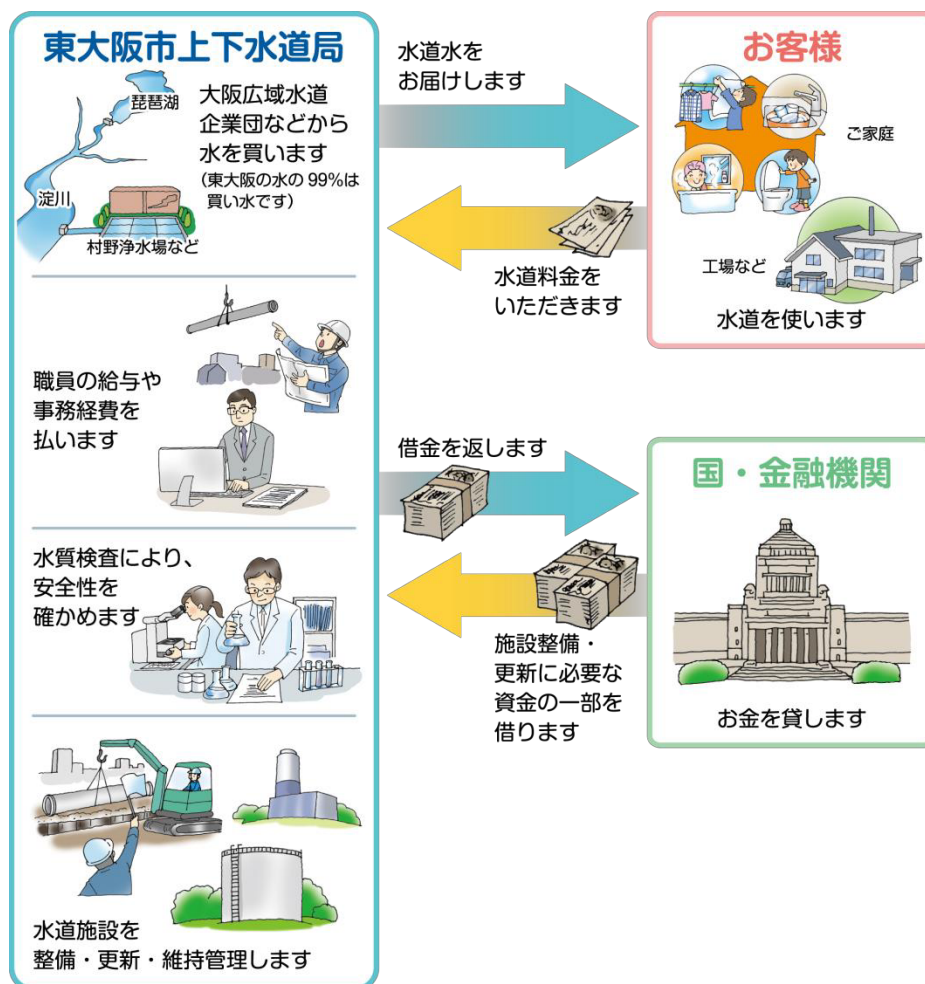 東大阪市上下水道局
琵琶湖
淀川
村野浄水場など
大阪広域水道
企業団などから
水を買います
(東大阪の水の99%は
買い水です)
職員の給与や
事務経費を
払います
水質検査により、
安全性を
確かめます
水道施設を
整備・更新・維持管理します
水道水を
お届けします
水道料金を
いただきます
お客様
ご家庭
工場など
水道を使います
借金を返します
施設整備・
更新に必要な
資金の一部を
借ります
国・金融機関
お金を貸します